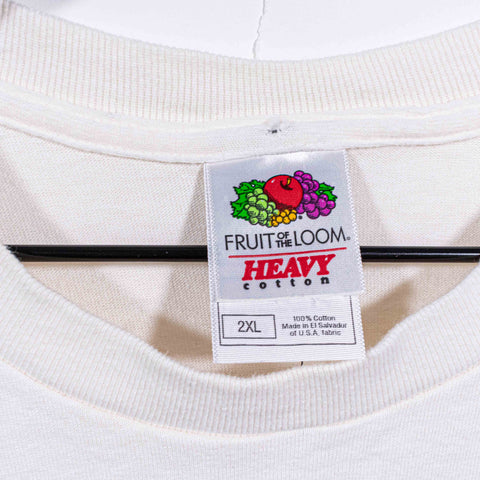 FRUIT OF THE LOOM®
HEAVY
cotton
2XL
100% Cotton
Made in El Salvador
of U.S.A. fabric